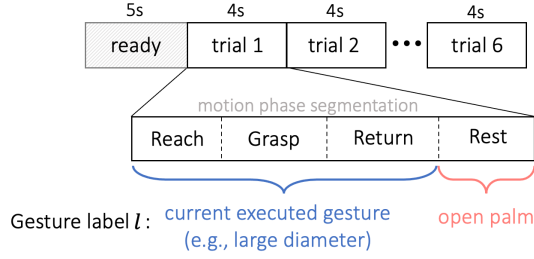 5s 4s 4s 4s
ready trial 1 trial 2 ••• trial 6
motion phase segmentation
Reach Grasp Return Rest
Gesture label l: current executed gesture open palm
(e.g., large diameter)